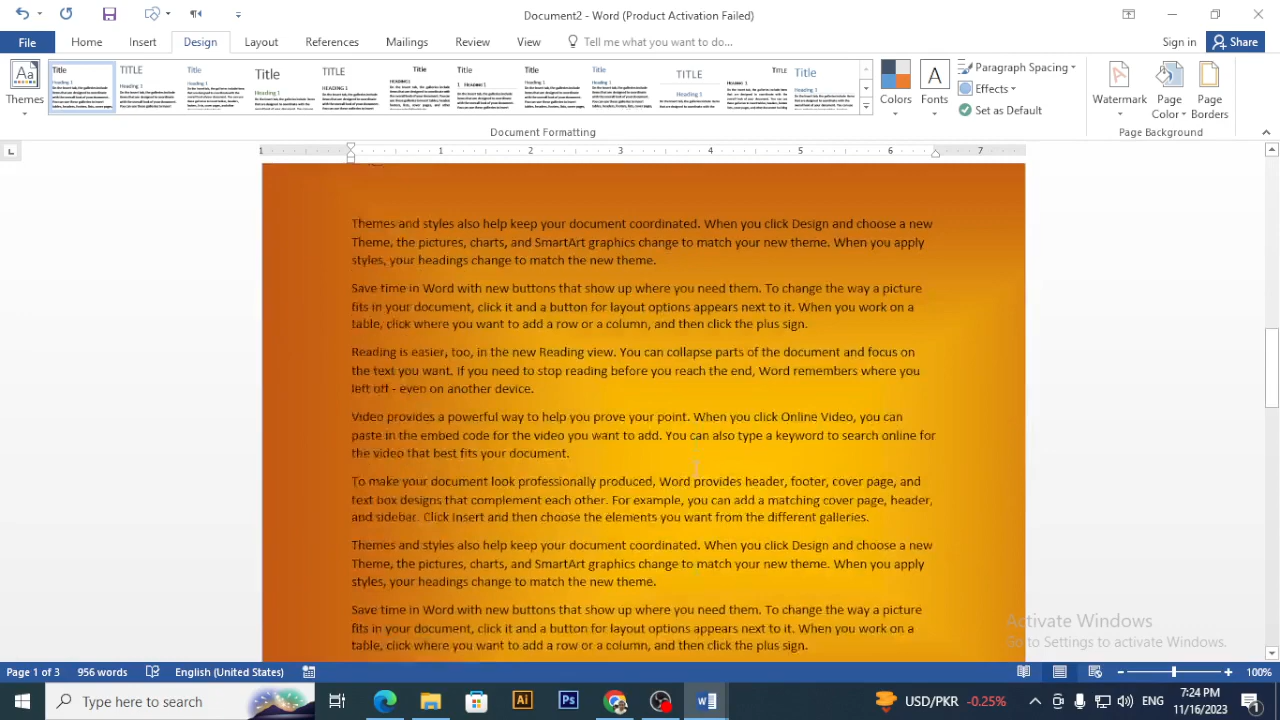 Document2 - Word (Product Activation Failed)
File Home Insert Design Layout References Mailings Review View Tell me what you want to do... Sign in Share
Themes
Colors
Fonts
Paragraph Spacing
Effects
Set as Default
Watermark
Page Color
Page Borders
Document Formatting
Page Background
1 1 2 3 4 5 6 7
Themes and styles also help keep your document coordinated. When you click Design and choose a new
Theme, the pictures, charts, and SmartArt graphics change to match your new theme. When you apply
styles, your headings change to match the new theme.
Save time in Word with new buttons that show up where you need them. To change the way a picture
fits in your document, click it and a button for layout options appears next to it. When you work on a
table, click where you want to add a row or a column, and then click the plus sign.
Reading is easier, too, in the new Reading view. You can collapse parts of the document and focus on
the text you want. If you need to stop reading before you reach the end, Word remembers where you
left off - even on another device.
Video provides a powerful way to help you prove your point. When you click Online Video, you can
paste in the embed code for the video you want to add. You can also type a keyword to search online for
the video that best fits your document.
To make your document look professionally produced, Word provides header, footer, cover page, and
text box designs that complement each other. For example, you can add a matching cover page, header,
and sidebar. Click Insert and then choose the elements you want from the different galleries.
Themes and styles also help keep your document coordinated. When you click Design and choose a new
Theme, the pictures, charts, and SmartArt graphics change to match your new theme. When you apply
styles, your headings change to match the new theme.
Save time in Word with new buttons that show up where you need them. To change the way a picture
fits in your document, click it and a button for layout options appears next to it. When you work on a
table, click where you want to add a row or a column, and then click the plus sign.
Activate Windows
Go to Settings to activate Windows.
Page 1 of 3 956 words English (United States) 100%
Type here to search
USD/PKR -0.25%
ENG
7:24 PM
11/16/2023